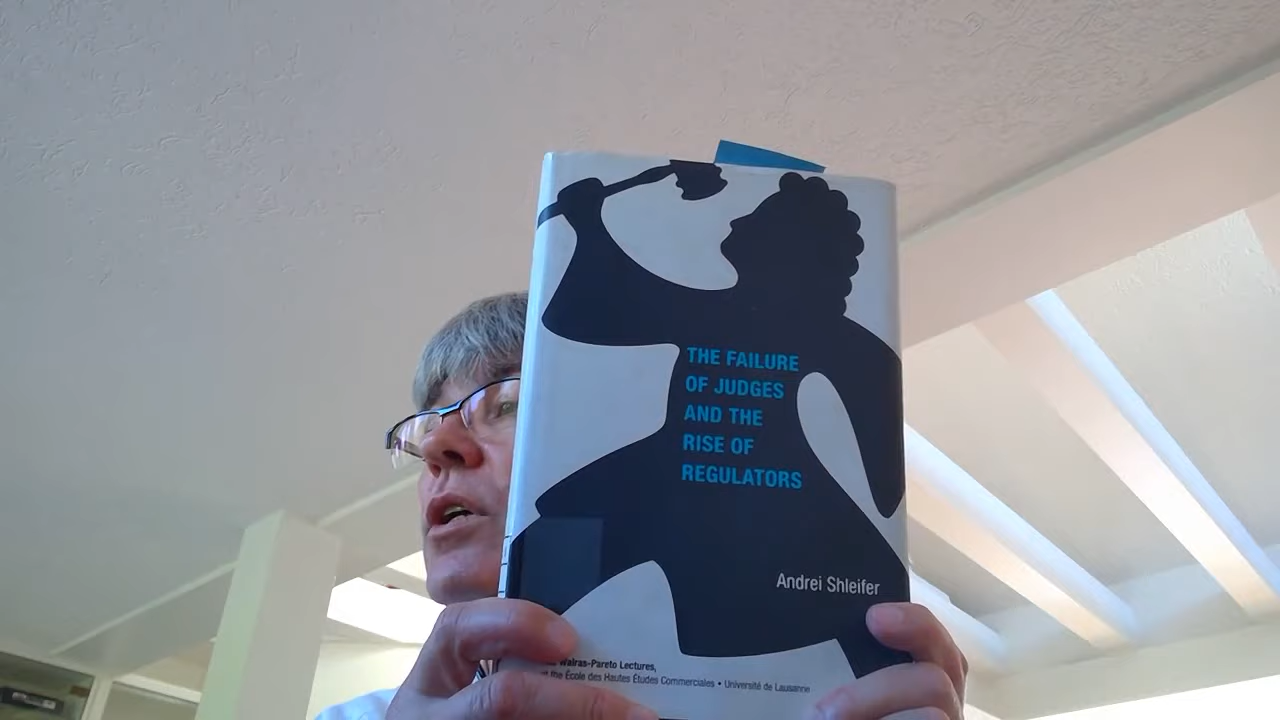 THE FAILURE
OF JUDGES
AND THE
RISE OF
REGULATORS
Andrei Shleifer
Walras-Pareto Lectures,
the École des Hautes Études Commerciales • Université de Lausanne